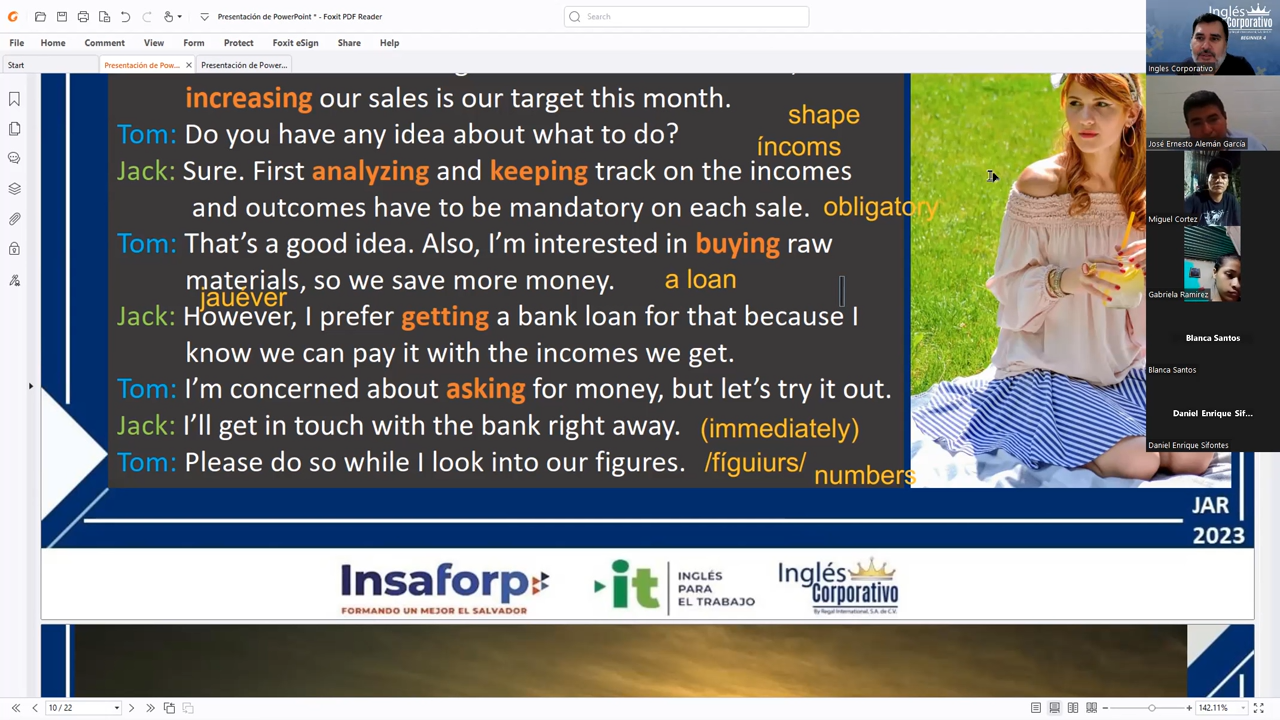 Presentación de PowerPoint * - Foxit PDF Reader
Search
File Home Comment View Form Protect Foxit eSign Share Help
Start
Presentación de Pow...
Presentación de Power...
Inglés
Corporativo
BEGINNER 4
Ingles Corporativo
increasing our sales is our target this month.
shape
Tom: Do you have any idea about what to do?
íncoms
José Ernesto Alemán García
Jack: Sure. First analyzing and keeping track on the incomes
and outcomes have to be mandatory on each sale.
obligatory
Miguel Cortez
Tom: That's a good idea. Also, I'm interested in buying raw
materials, so we save more money.
a loan
jauéver
Gabriela Ramirez
Jack: However, I prefer getting a bank loan for that because I
know we can pay it with the incomes we get.
Blanca Santos
Blanca Santos
Tom: I'm concerned about asking for money, but let's try it out.
Daniel Enrique Sif...
Jack: I'll get in touch with the bank right away.
(immediately)
Daniel Enrique Sifontes
Tom: Please do so while I look into our figures.
/fíguiurs/
numbers
JAR
2023
Insaforp
FORMANDO UN MEJOR EL SALVADOR
it
INGLÉS
PARA
EL TRABAJO
Inglés
Corporativo
By Regal International, S.A. de C.V.
10 / 22
142.11%